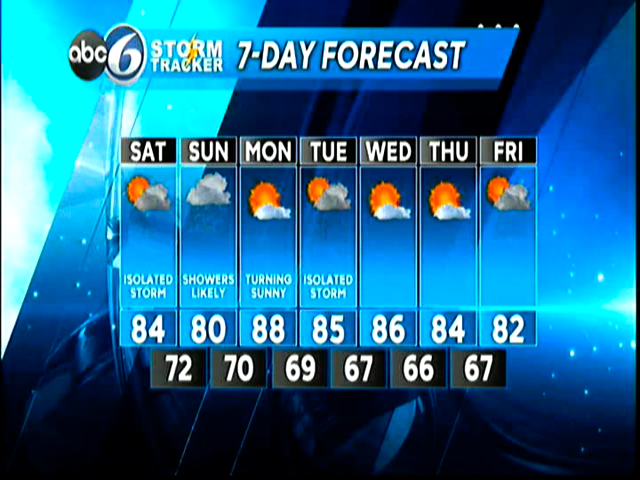 abc 6 STORM TRACKER 7-DAY FORECAST
SAT SUN MON TUE WED THU FRI
ISOLATED STORM SHOWERS LIKELY TURNING SUNNY ISOLATED STORM
84 80 88 85 86 84 82
72 70 69 67 66 67